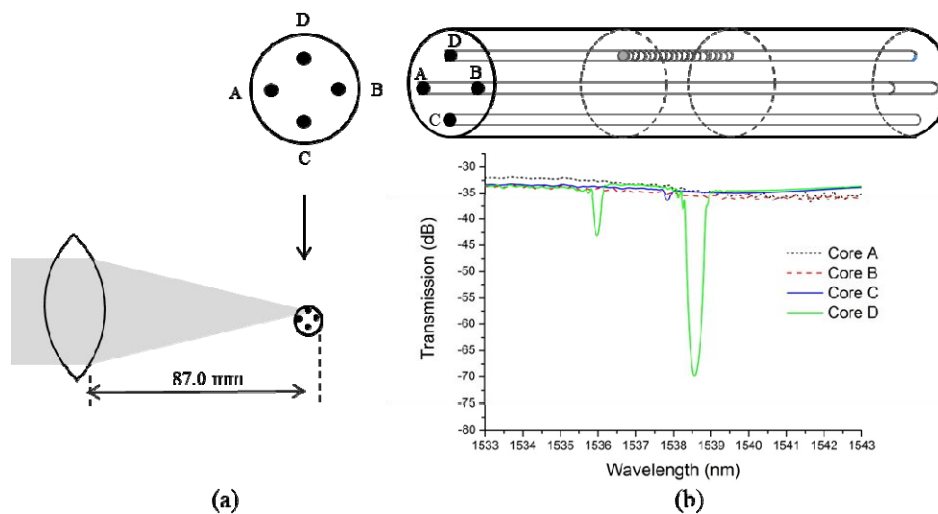 D
A
B
C
87.0 mm
(a)
D
A
B
C
-30
-35
-40
-45
-50
-55
-60
-65
-70
-75
-80
Transmission (dB)
Core A
Core B
Core C
Core D
1533 1534 1535 1536 1537 1538 1539 1540 1541 1542 1543
Wavelength (nm)
(b)